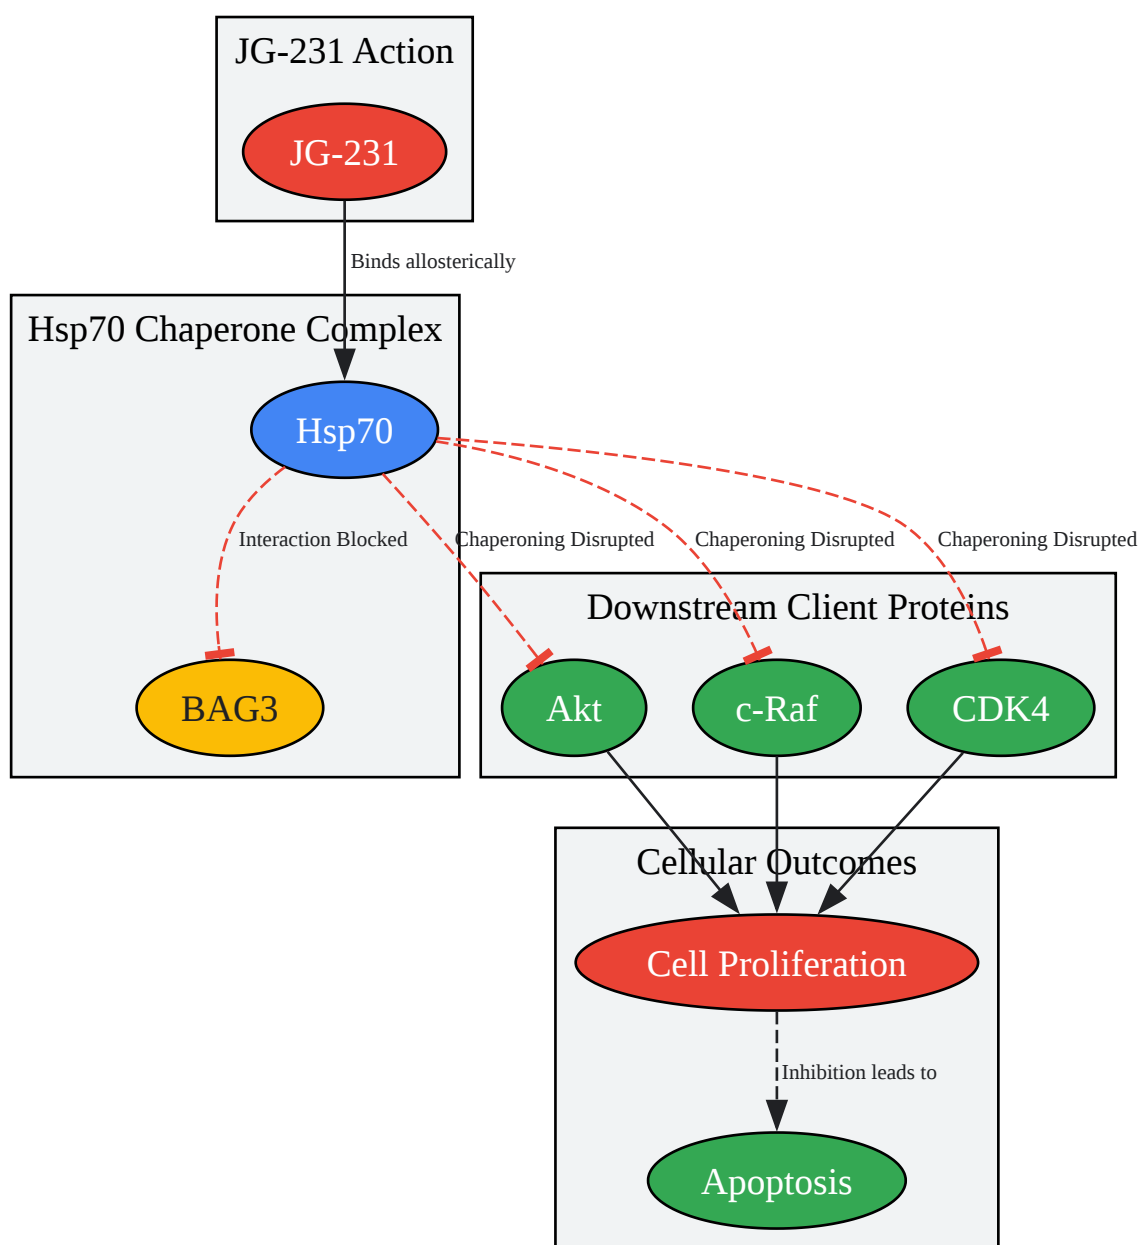 JG-231 Action
JG-231
Binds allosterically
Hsp70 Chaperone Complex
Hsp70
Interaction Blocked
Chaperoning Disrupted
Chaperoning Disrupted
Chaperoning Disrupted
Downstream Client Proteins
BAG3
Akt
c-Raf
CDK4
Cellular Outcomes
Cell Proliferation
Inhibition leads to
Apoptosis